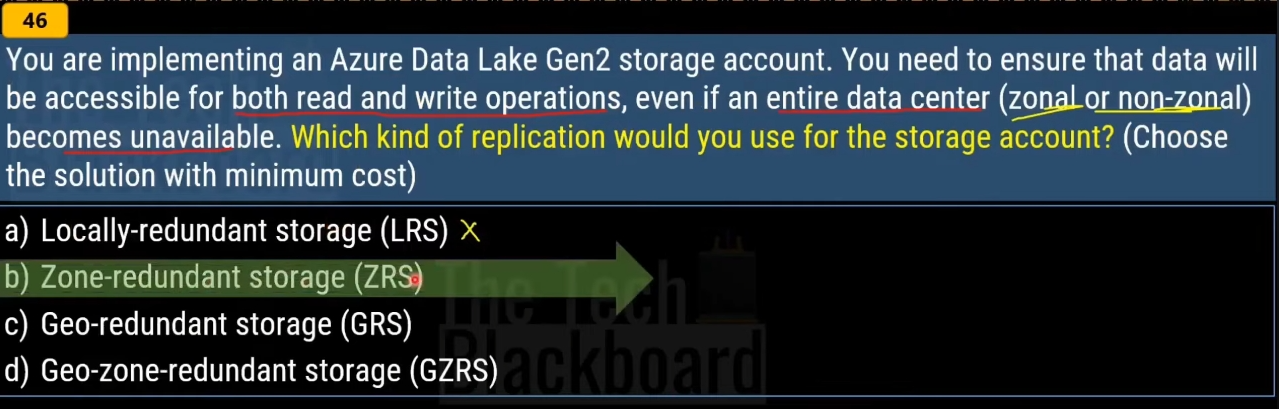 46
You are implementing an Azure Data Lake Gen2 storage account. You need to ensure that data will
be accessible for both read and write operations, even if an entire data center (zonal or non-zonal)
becomes unavailable. Which kind of replication would you use for the storage account? (Choose
the solution with minimum cost)
a) Locally-redundant storage (LRS) X
b) Zone-redundant storage (ZRS)
c) Geo-redundant storage (GRS)
d) Geo-zone-redundant storage (GZRS)
The Tech
Blackboard